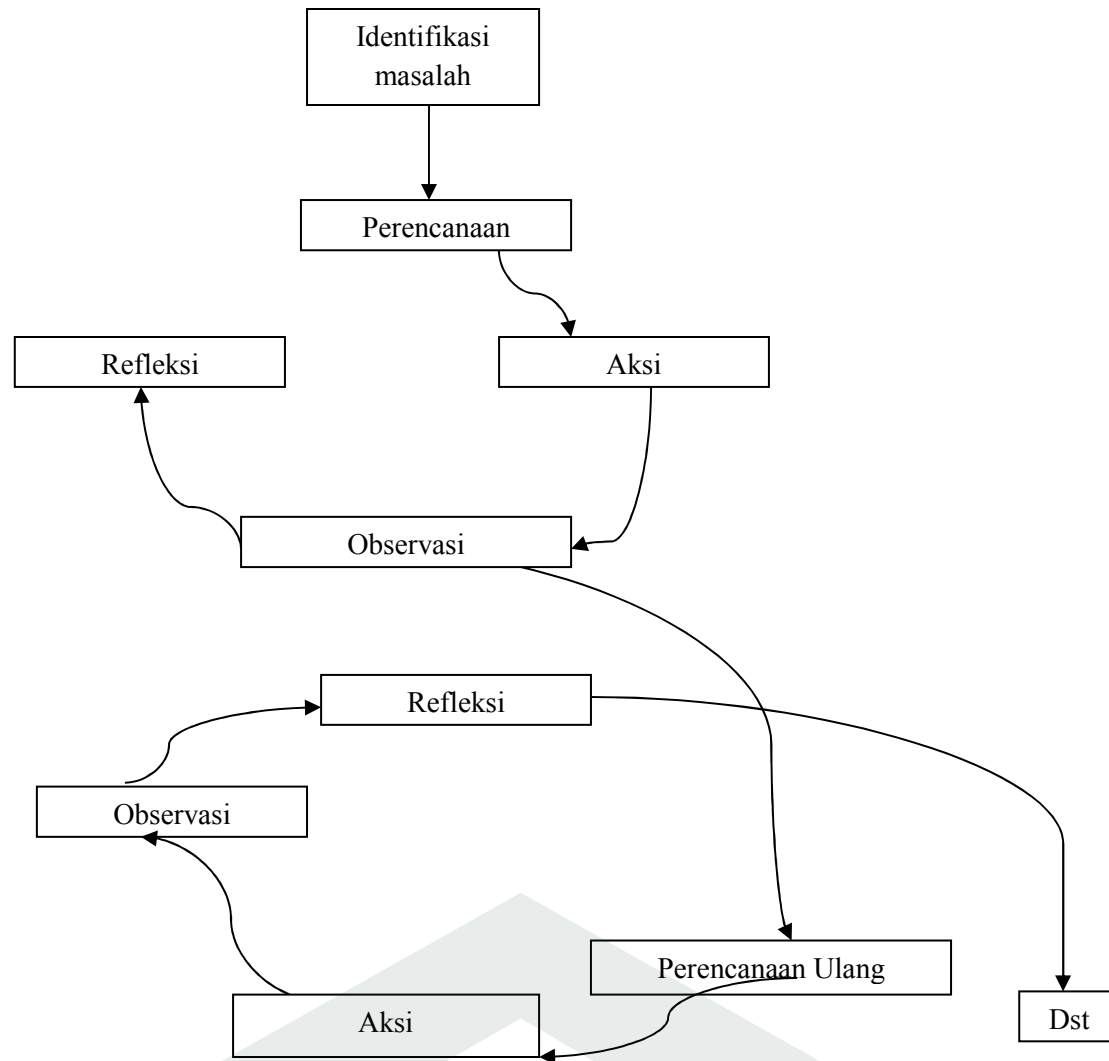 Identifikasi
masalah
Perencanaan
Refleksi
Aksi
Observasi
Refleksi
Observasi
Perencanaan Ulang
Aksi
Dst